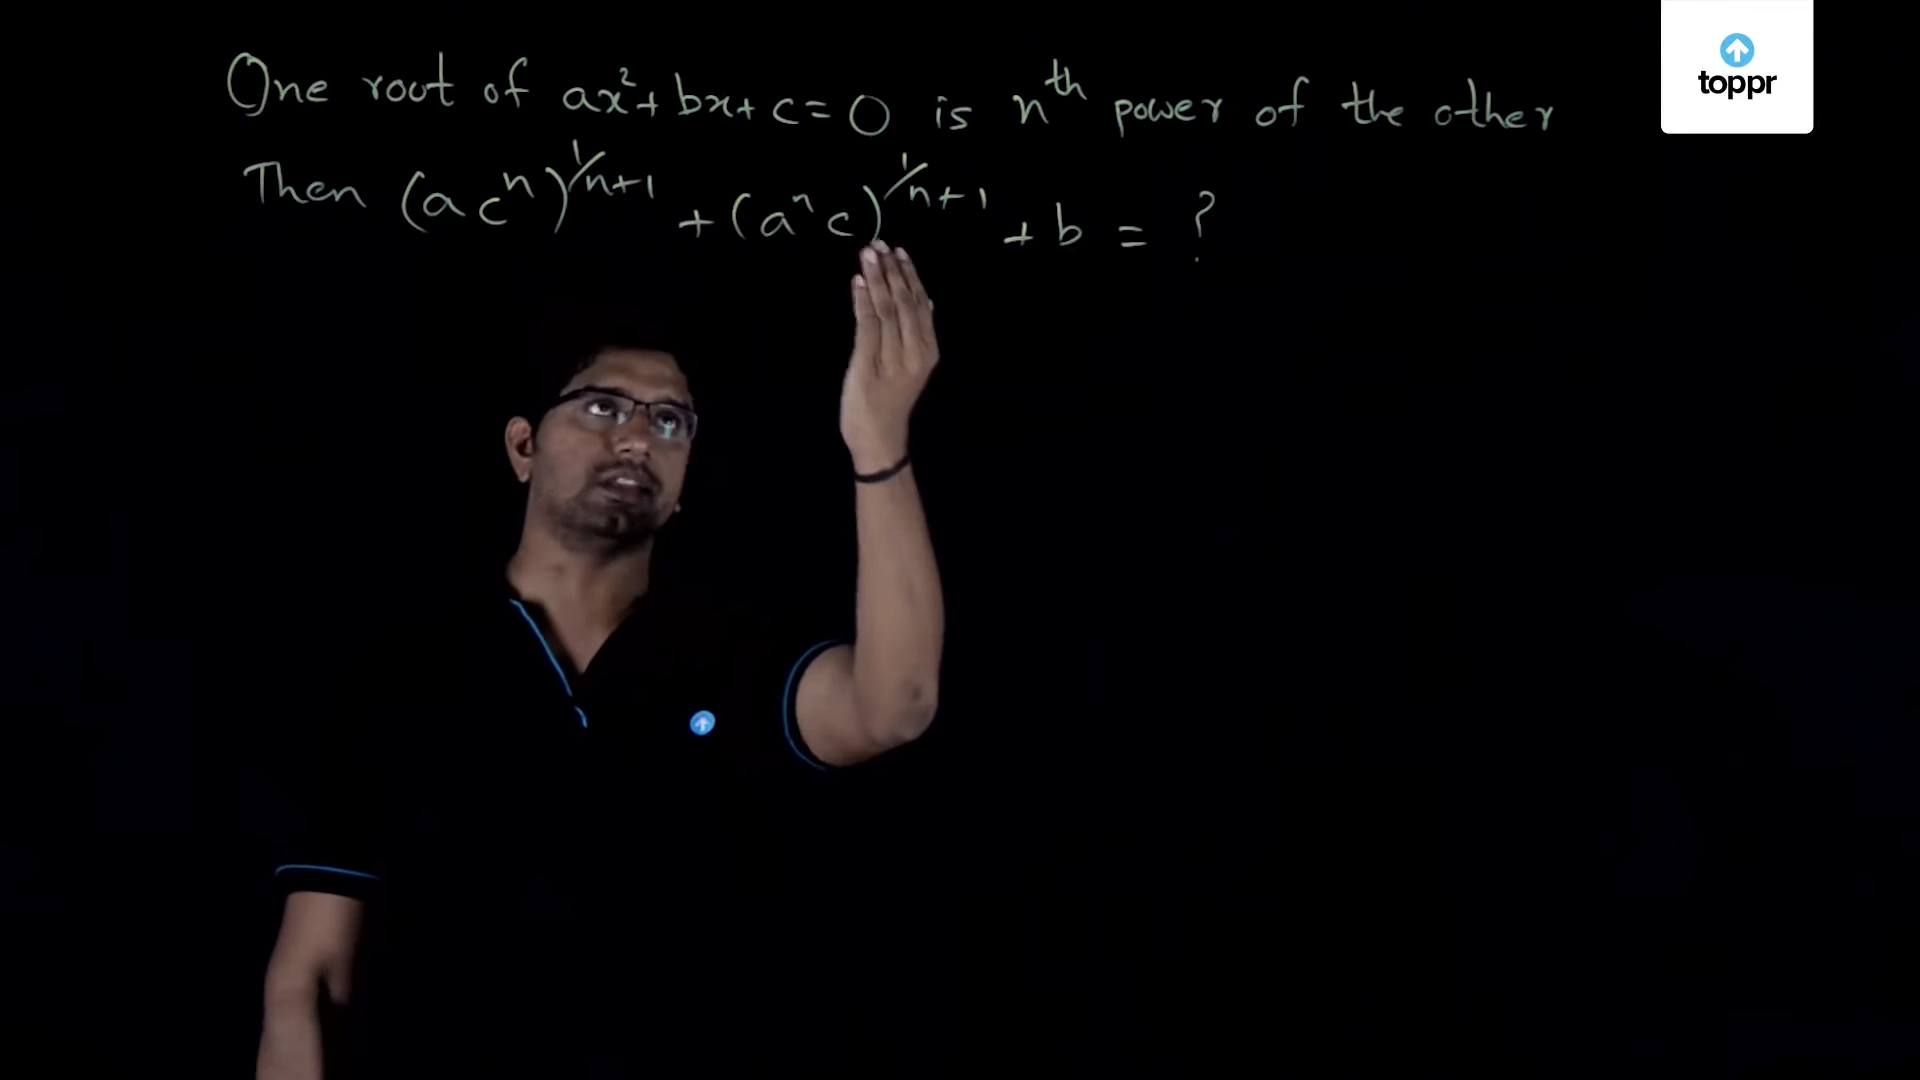 One root of ax²+bx+c=0 is nth power of the other
Then (acⁿ)^1/n+1 + (aⁿc)^1/n+1 + b = ?
toppr